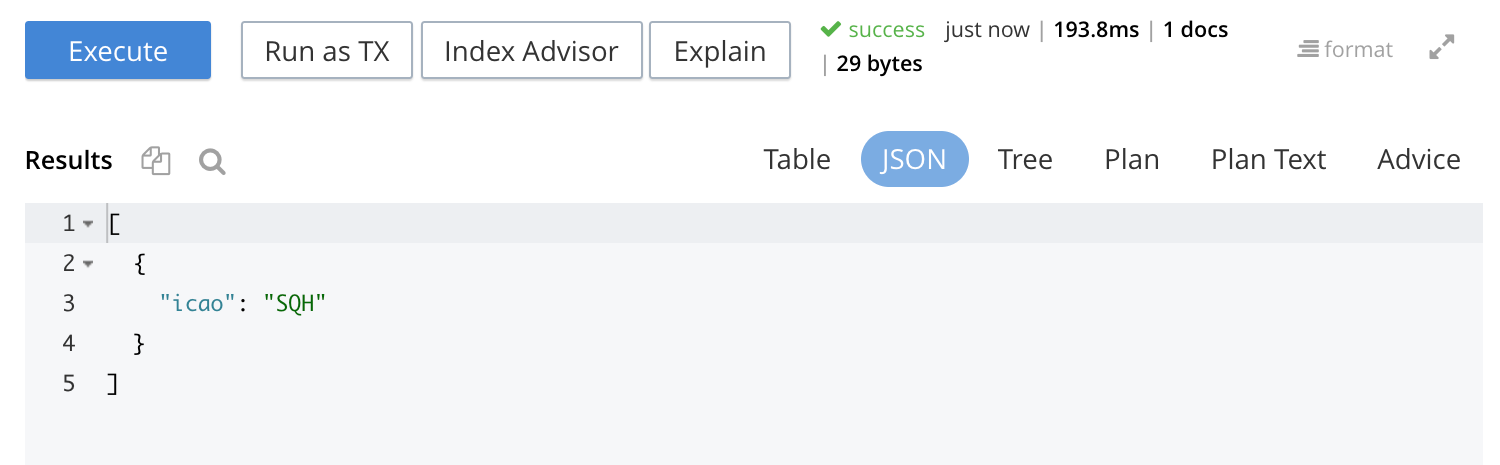 Execute Run as TX Index Advisor Explain success just now | 193.8ms | 1 docs
| 29 bytes
format
Results Table JSON Tree Plan Plan Text Advice
1 [
2 {
3 "icao": "SQH"
4 }
5 ]